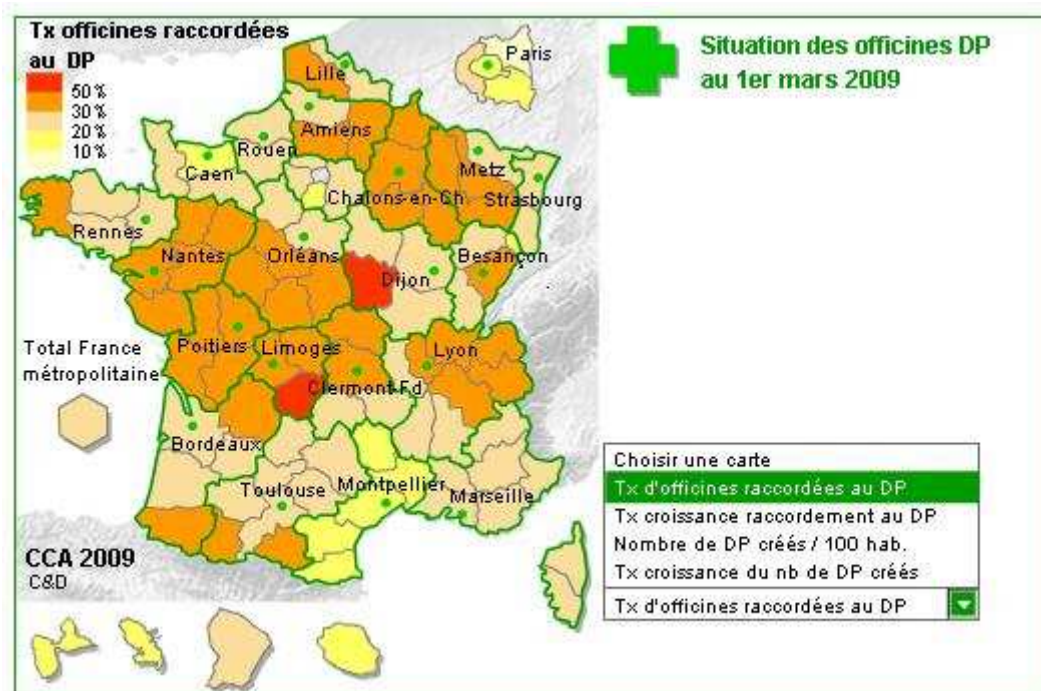 Tx officines raccordées
au DP
50 %
30 %
20 %
10 %
Paris
Situation des officines DP
au 1er mars 2009
Lille
Amiens
Rouen
Caen
Metz
Chalons-en-Ch
Strasbourg
Rennes
Nantes
Orléans
Dijon
Besançon
Poitiers
Limoges
Lyon
Total France
métropolitaine
Clermont Fd
Bordeaux
Toulouse
Montpellier
Marseille
CCA 2009
C&D
Choisir une carte
Tx d'officines raccordées au DP
Tx croissance raccordement au DP
Nombre de DP créés / 100 hab.
Tx croissance du nb de DP créés
Tx d'officines raccordées au DP